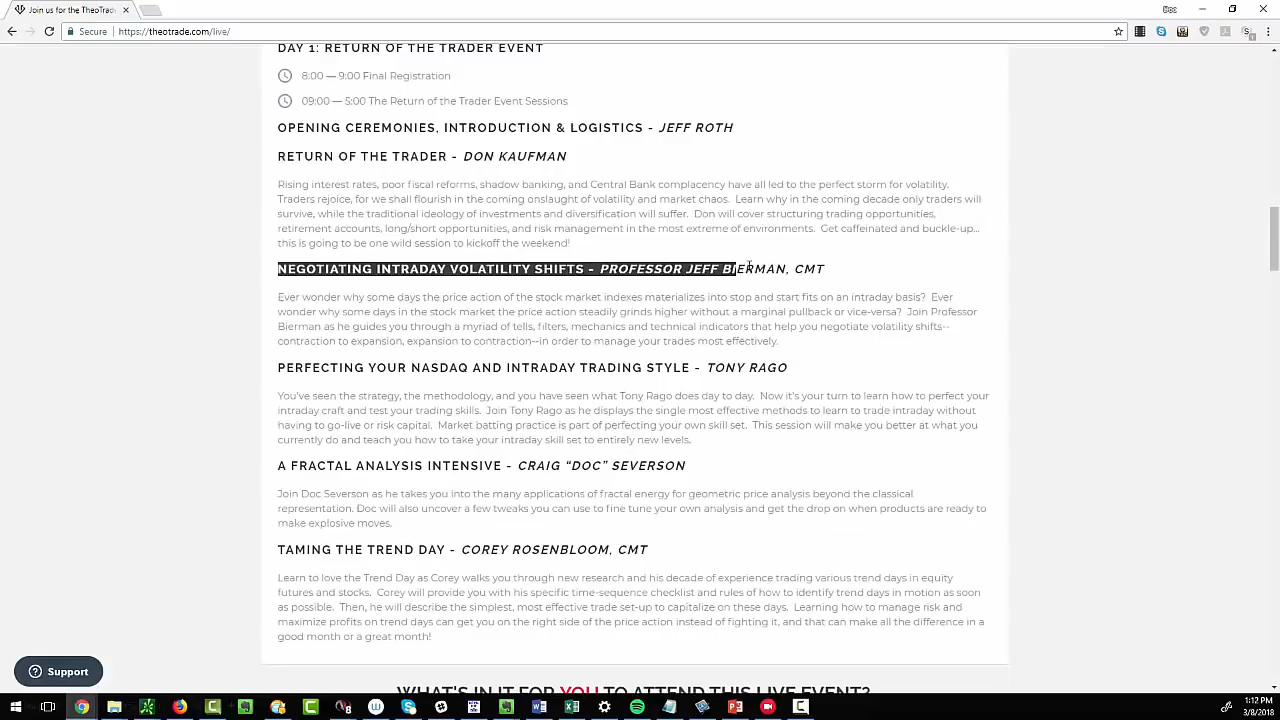 Join us for the TheoTrad
Doc
Secure
https://theotrade.com/live/
DAY 1: RETURN OF THE TRADER EVENT
8:00 — 9:00 Final Registration
09:00 — 5:00 The Return of the Trader Event Sessions
OPENING CEREMONIES, INTRODUCTION & LOGISTICS - JEFF ROTH
RETURN OF THE TRADER - DON KAUFMAN
Rising interest rates, poor fiscal reforms, shadow banking, and Central Bank complacency have all led to the perfect storm for volatility.
Traders rejoice, for we shall flourish in the coming onslaught of volatility and market chaos. Learn why in the coming decade only traders will
survive, while the traditional ideology of investments and diversification will suffer. Don will cover structuring trading opportunities,
retirement accounts, long/short opportunities, and risk management in the most extreme of environments. Get caffeinated and buckle-up...
this is going to be one wild session to kickoff the weekend!
NEGOTIATING INTRADAY VOLATILITY SHIFTS - PROFESSOR JEFF BIERMAN, CMT
Ever wonder why some days the price action of the stock market indexes materializes into stop and start fits on an intraday basis? Ever
wonder why some days in the stock market the price action steadily grinds higher without a marginal pullback or vice-versa? Join Professor
Bierman as he guides you through a myriad of tells, filters, mechanics and technical indicators that help you negotiate volatility shifts--
contraction to expansion, expansion to contraction--in order to manage your trades most effectively.
PERFECTING YOUR NASDAQ AND INTRADAY TRADING STYLE - TONY RAGO
You've seen the strategy, the methodology, and you have seen what Tony Rago does day to day. Now it's your turn to learn how to perfect your
intraday craft and test your trading skills. Join Tony Rago as he displays the single most effective methods to learn to trade intraday without
having to go-live or risk capital. Market batting practice is part of perfecting your own skill set. This session will make you better at what you
currently do and teach you how to take your intraday skill set to entirely new levels.
A FRACTAL ANALYSIS INTENSIVE - CRAIG “DOC” SEVERSON
Join Doc Severson as he takes you into the many applications of fractal energy for geometric price analysis beyond the classical
representation. Doc will also uncover a few tweaks you can use to fine tune your own analysis and get the drop on when products are ready to
make explosive moves.
TAMING THE TREND DAY - COREY ROSENBLOOM, CMT
Learn to love the Trend Day as Corey walks you through new research and his decade of experience trading various trend days in equity
futures and stocks. Corey will provide you with his specific time-sequence checklist and rules of how to identify trend days in motion as soon
as possible. Then, he will describe the simplest, most effective trade set-up to capitalize on these days. Learning how to manage risk and
maximize profits on trend days can get you on the right side of the price action instead of fighting it, and that can make all the difference in a
good month or a great month!
Support
WHAT'S IN IT FOR YOU TO ATTEND THIS LIVE EVENT?
1:12 PM
3/8/2018